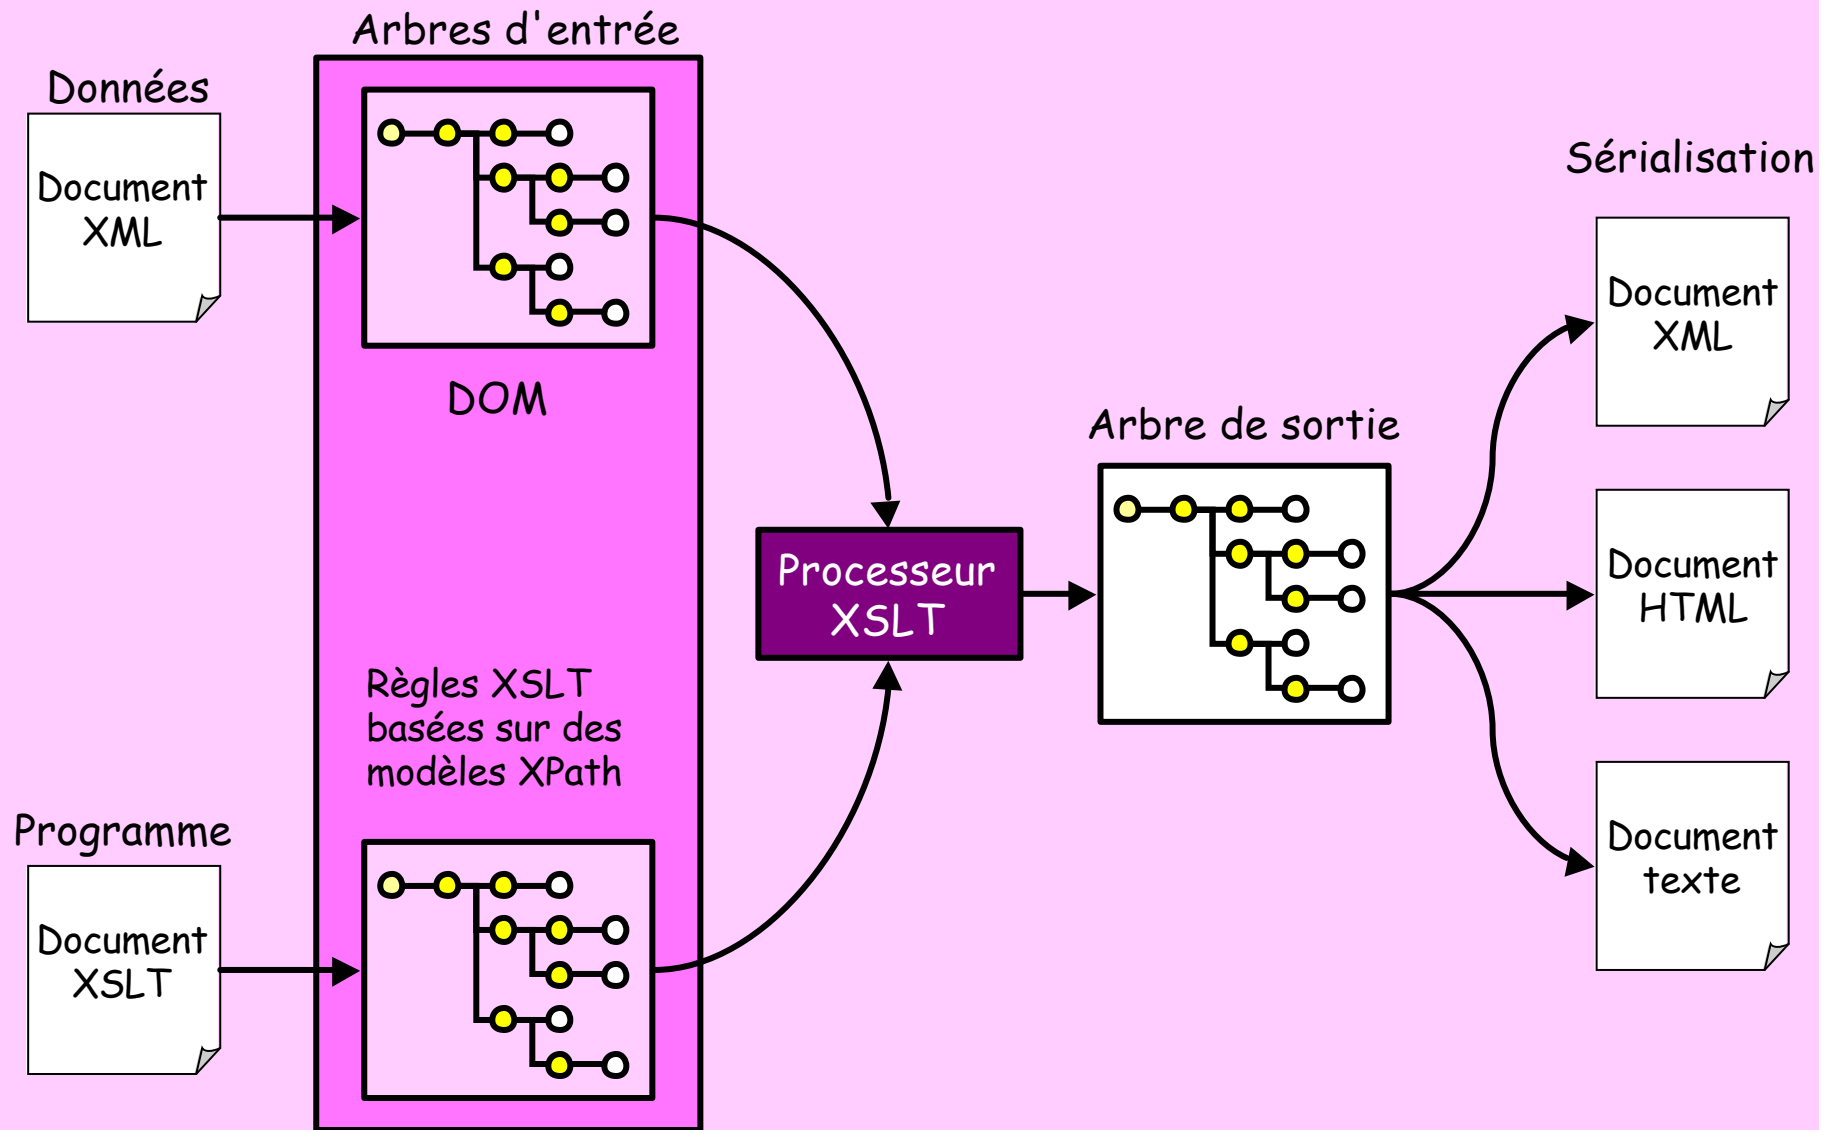 Arbres d'entrée
Données
Document
XML
DOM
Règles XSLT
basées sur des
modèles XPath
Programme
Document
XSLT
Processeur
XSLT
Arbre de sortie
Sérialisation
Document
XML
Document
HTML
Document
texte